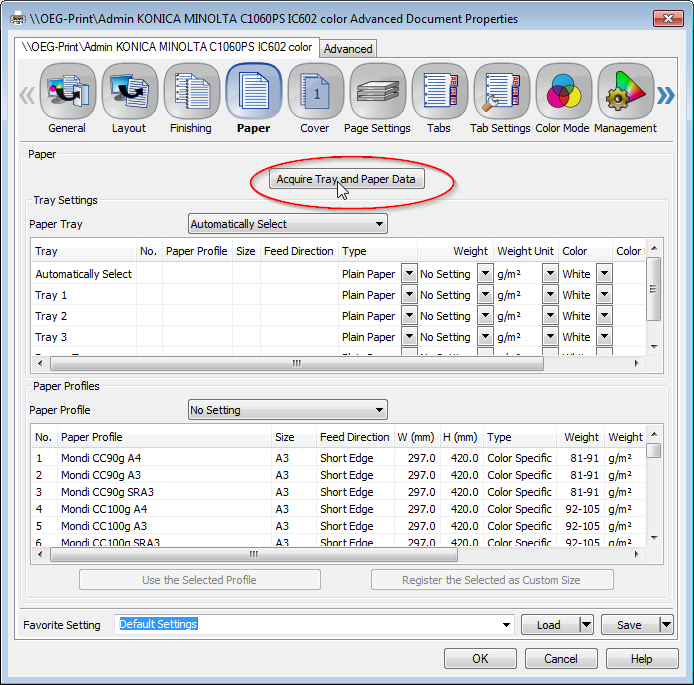 \\OEG-Print\Admin KONICA MINOLTA C1060PS IC602 color Advanced Document Properties
\\OEG-Print\Admin KONICA MINOLTA C1060PS IC602 color Advanced
General Layout Finishing Paper Cover Page Settings Tabs Tab Settings Color Mode Management
1
Paper
Acquire Tray and Paper Data
Tray Settings
Paper Tray Automatically Select
Tray No. Paper Profile Size Feed Direction Type Weight Weight Unit Color Color
Automatically Select Plain Paper No Setting g/m² White
Tray 1 Plain Paper No Setting g/m² White
Tray 2 Plain Paper No Setting g/m² White
Tray 3 Plain Paper No Setting g/m² White
Paper Profiles
Paper Profile No Setting
No. Paper Profile Size Feed Direction W (mm) H (mm) Type Weight Weight
1 Mondi CC90g A4 A3 Short Edge 297.0 420.0 Color Specific 81-91 g/m²
2 Mondi CC90g A3 A3 Short Edge 297.0 420.0 Color Specific 81-91 g/m²
3 Mondi CC90g SRA3 A3 Short Edge 297.0 420.0 Color Specific 81-91 g/m²
4 Mondi CC100g A4 A3 Short Edge 297.0 420.0 Color Specific 92-105 g/m²
5 Mondi CC100g A3 A3 Short Edge 297.0 420.0 Color Specific 92-105 g/m²
6 Mondi CC100g SRA3 A3 Short Edge 297.0 420.0 Color Specific 92-105 g/m²
Use the Selected Profile Register the Selected as Custom Size
Favorite Setting Default Settings Load Save
OK Cancel Help